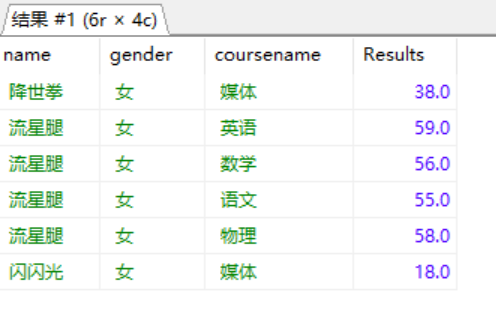 结果 #1 (6r × 4c)
name gender coursename Results
降世拳 女 媒体 38.0
流星腿 女 英语 59.0
流星腿 女 数学 56.0
流星腿 女 语文 55.0
流星腿 女 物理 58.0
闪闪光 女 媒体 18.0